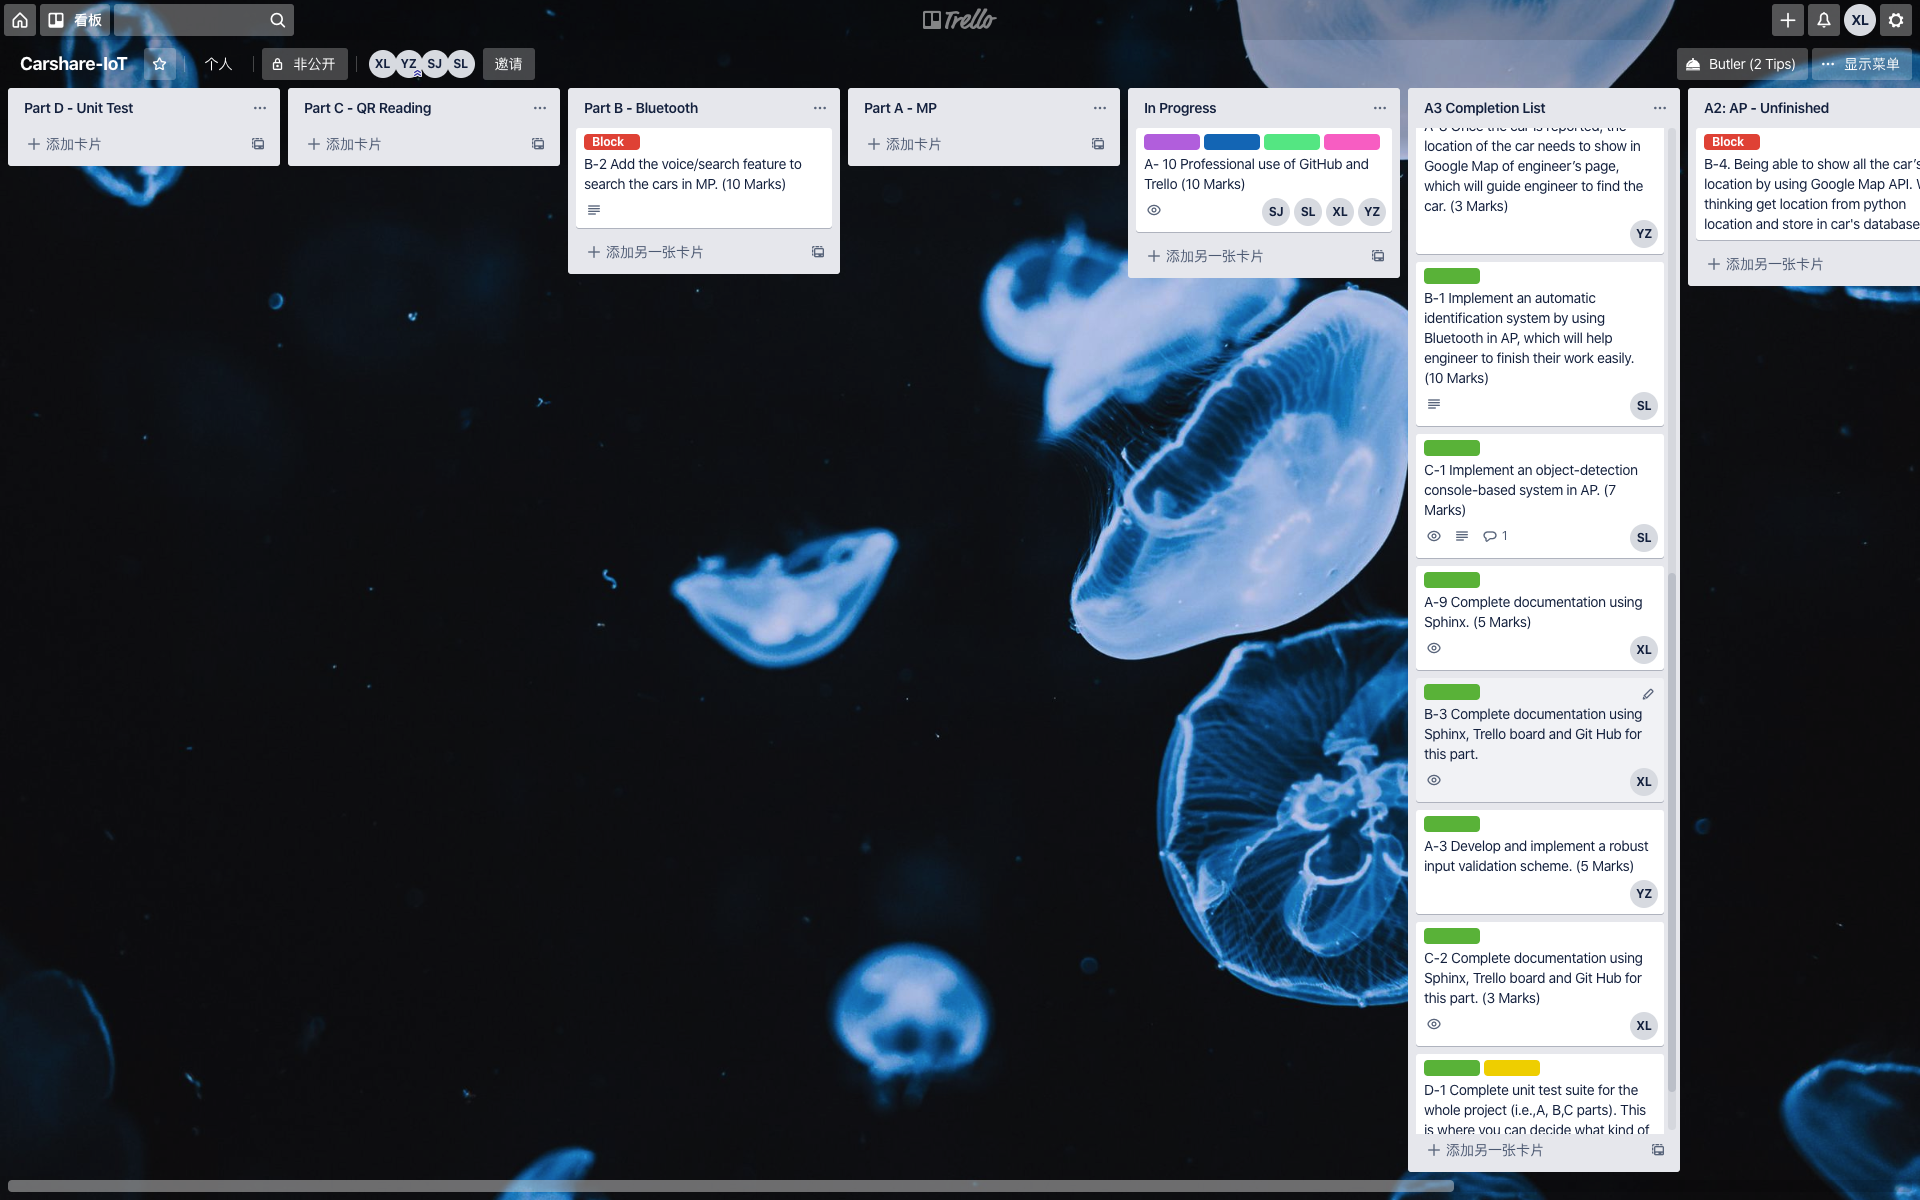 看板
Trello
XL
Carshare-IoT
个人
非公开
XL YZ SJ SL
邀请
Butler (2 Tips)
显示菜单
Part D - Unit Test
添加卡片
Part C - QR Reading
添加卡片
Part B - Bluetooth
Block
B-2 Add the voice/search feature to
search the cars in MP. (10 Marks)
添加另一张卡片
Part A - MP
添加卡片
In Progress
A- 10 Professional use of GitHub and
Trello (10 Marks)
SJ SL XL YZ
添加另一张卡片
A3 Completion List
A-8 Once the car is reported, the
location of the car needs to show in
Google Map of engineer’s page,
which will guide engineer to find the
car. (3 Marks)
YZ
B-1 Implement an automatic
identification system by using
Bluetooth in AP, which will help
engineer to finish their work easily.
(10 Marks)
SL
C-1 Implement an object-detection
console-based system in AP. (7
Marks)
1
SL
A-9 Complete documentation using
Sphinx. (5 Marks)
XL
B-3 Complete documentation using
Sphinx, Trello board and Git Hub for
this part.
XL
A-3 Develop and implement a robust
input validation scheme. (5 Marks)
YZ
C-2 Complete documentation using
Sphinx, Trello board and Git Hub for
this part. (3 Marks)
XL
D-1 Complete unit test suite for the
whole project (i.e.,A, B,C parts). This
is where you can decide what kind of
添加另一张卡片
A2: AP - Unfinished
Block
B-4. Being able to show all the car’s
location by using Google Map API.
thinking get location from python
location and store in car's database
添加另一张卡片